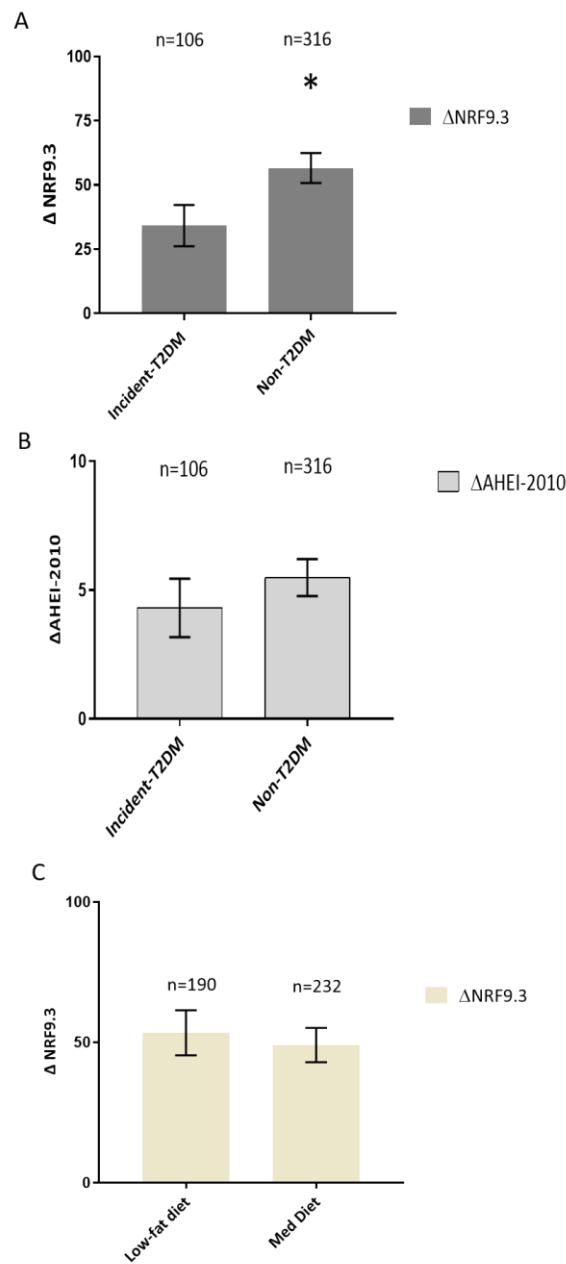 A
n=106 n=316
100
*
75
ΔNRF9.3
Δ NRF9.3
50
25
0
Incident-T2DM Non-T2DM
B
10
n=106 n=316
ΔAHEI-2010
ΔAHEI-2010
5
0
Incident-T2DM Non-T2DM
C
100
n=190 n=232
ΔNRF9.3
Δ NRF9.3
50
0
Low-fat diet Med Diet